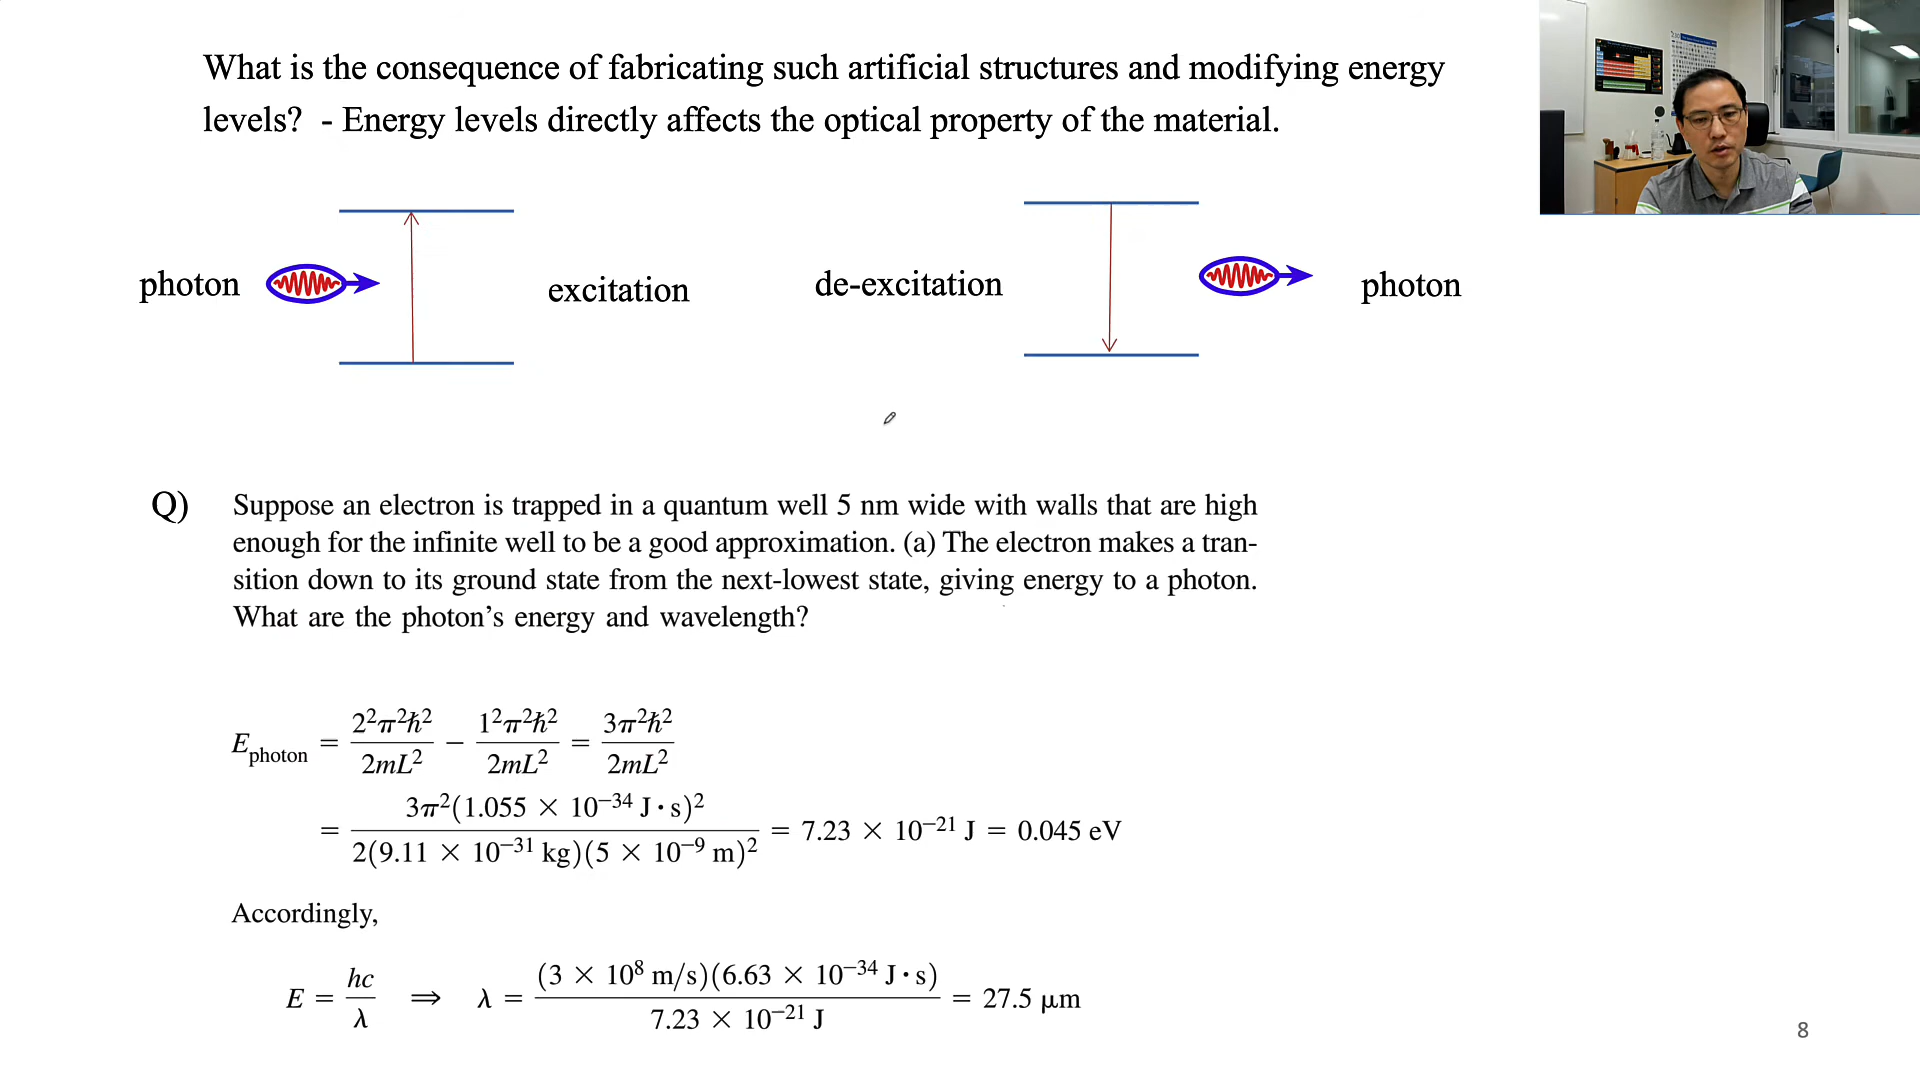 What is the consequence of fabricating such artificial structures and modifying energy
levels?  - Energy levels directly affects the optical property of the material.
photon
excitation
de-excitation
photon
Q) Suppose an electron is trapped in a quantum well 5 nm wide with walls that are high
enough for the infinite well to be a good approximation. (a) The electron makes a tran-
sition down to its ground state from the next-lowest state, giving energy to a photon.
What are the photon’s energy and wavelength?
E_photon = 2²π²ℏ²/2mL² − 1²π²ℏ²/2mL² = 3π²ℏ²/2mL²
= 3π²(1.055 × 10⁻³⁴ J·s)²/2(9.11 × 10⁻³¹ kg)(5 × 10⁻⁹ m)² = 7.23 × 10⁻²¹ J = 0.045 eV
Accordingly,
E = hc/λ ⟹ λ = (3 × 10⁸ m/s)(6.63 × 10⁻³⁴ J·s)/7.23 × 10⁻²¹ J = 27.5 μm
8